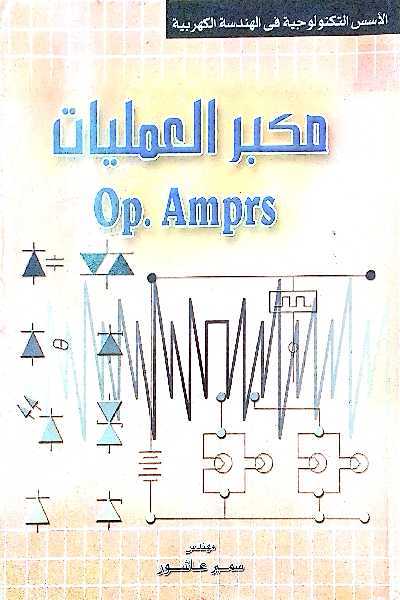 الأسس التكنولوجية فى الهندسة الكهربية
مكبر العمليات
Op. Amprs
θ
مهندس
سمير عاشور